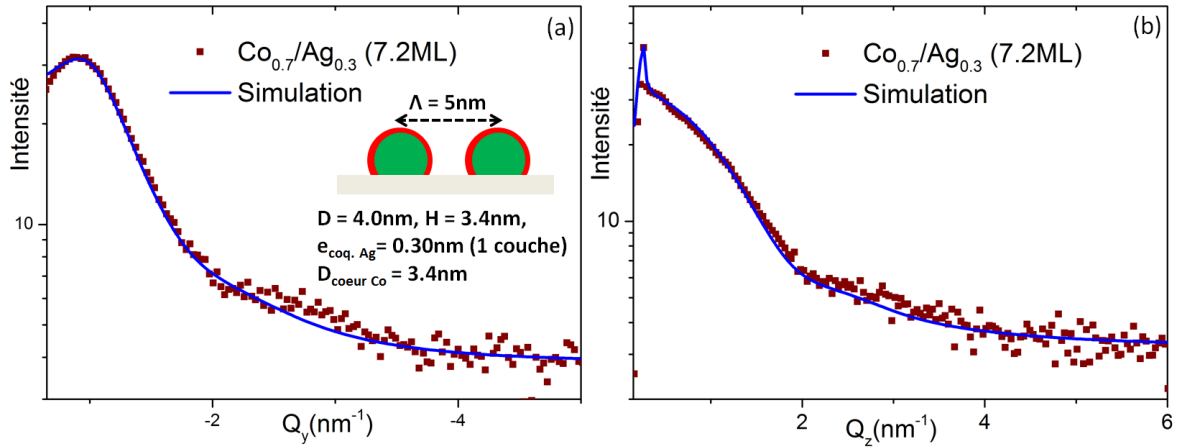 (a)
Co0.7/Ag0.3 (7.2ML)
Simulation
Λ = 5nm
D = 4.0nm, H = 3.4nm,
e coq. Ag= 0.30nm (1 couche)
D coeur Co = 3.4nm
Intensité
10
-2
-4
Qy(nm-1)
(b)
Co0.7/Ag0.3 (7.2ML)
Simulation
Intensité
10
2
4
6
Qz(nm-1)